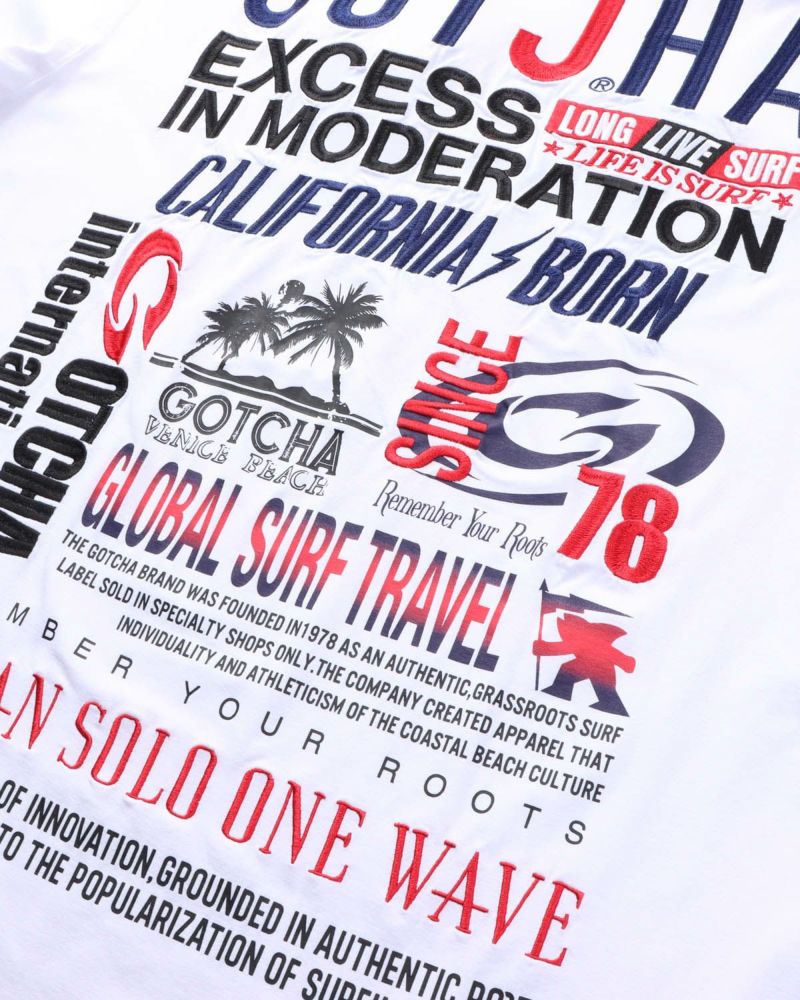 EXCESS
IN MODERATION
®
LONG LIVE SURF
★LIFE IS SURF★
CALIFORNIA BORN
international
G OTCHA
GOTCHA
VENICE BEACH
SINCE
78
Remember Your Roots
GLOBAL SURF TRAVEL
THE GOTCHA BRAND WAS FOUNDED IN1978 AS AN AUTHENTIC,GRASSROOTS SURF
LABEL SOLD IN SPECIALTY SHOPS ONLY.THE COMPANY CREATED APPAREL THAT
INDIVIDUALITY AND ATHLETICISM OF THE COASTAL BEACH CULTURE
MBER YOUR ROOTS
AN SOLO ONE WAVE
OF INNOVATION,GROUNDED IN AUTHENTIC
TO THE POPULARIZATION OF